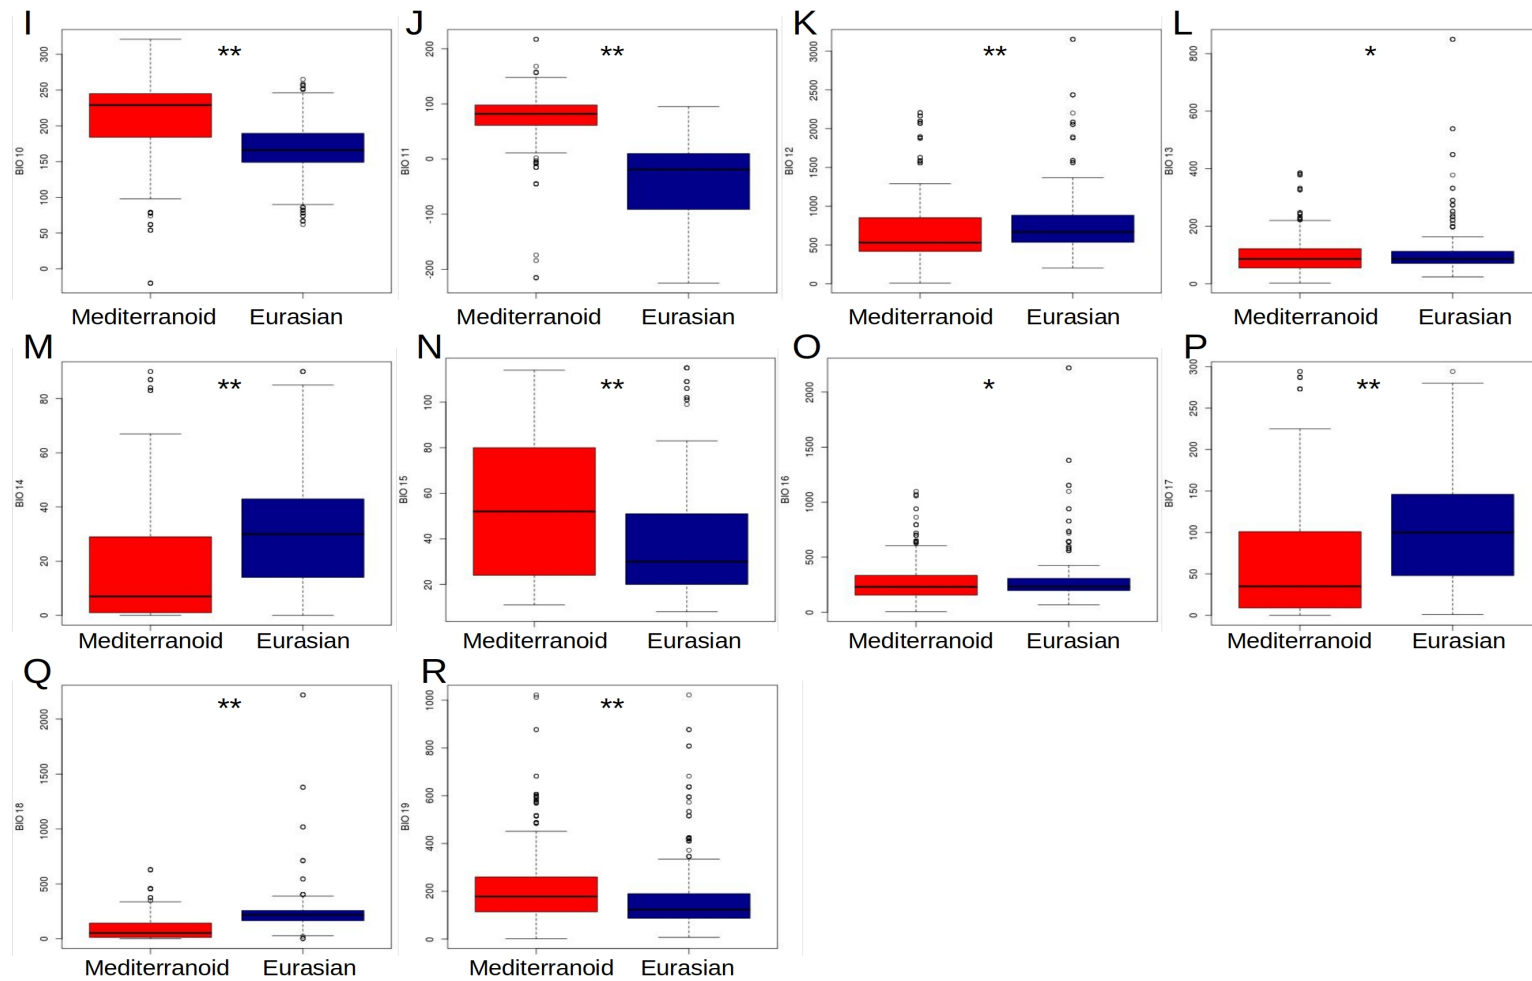 I
J
K
L
** ** ** *
BIO 10
300
250
200
150
100
50
0
BIO 11
200
100
0
-100
-200
BIO 12
3000
2500
2000
1500
1000
500
0
BIO 13
800
600
400
200
0
Mediterranoid Eurasian
Mediterranoid Eurasian
Mediterranoid Eurasian
Mediterranoid Eurasian
M
N
O
P
** ** * **
BIO 14
80
60
40
20
0
BIO 15
100
80
60
40
20
BIO 16
2000
1500
1000
500
0
BIO 17
300
250
200
150
100
50
0
Mediterranoid Eurasian
Mediterranoid Eurasian
Mediterranoid Eurasian
Mediterranoid Eurasian
Q
R
** **
BIO 18
2000
1500
1000
500
0
BIO 19
1000
800
600
400
200
0
Mediterranoid Eurasian
Mediterranoid Eurasian